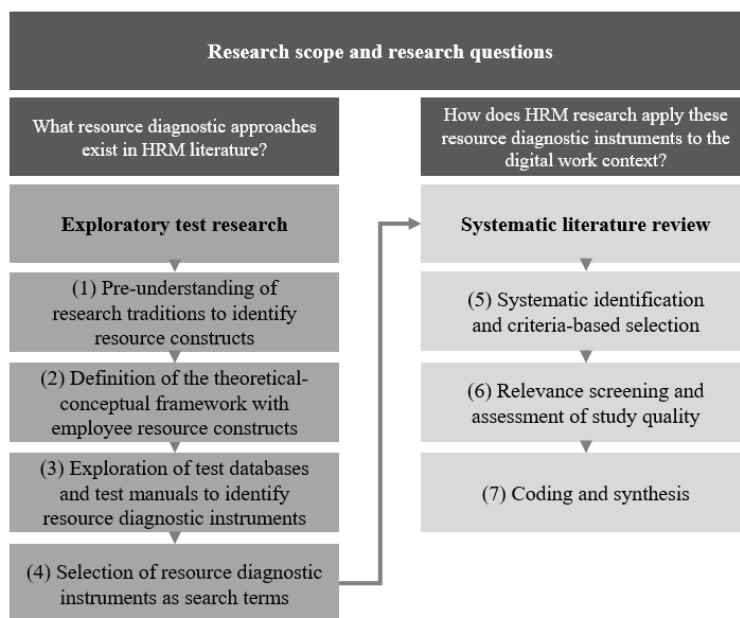 Research scope and research questions
What resource diagnostic approaches
exist in HRM literature?
Exploratory test research
(1) Pre-understanding of
research traditions to identify
resource constructs
(2) Definition of the theoretical-
conceptual framework with
employee resource constructs
(3) Exploration of test databases
and test manuals to identify
resource diagnostic instruments
(4) Selection of resource diagnostic
instruments as search terms
How does HRM research apply these
resource diagnostic instruments to the
digital work context?
Systematic literature review
(5) Systematic identification
and criteria-based selection
(6) Relevance screening and
assessment of study quality
(7) Coding and synthesis